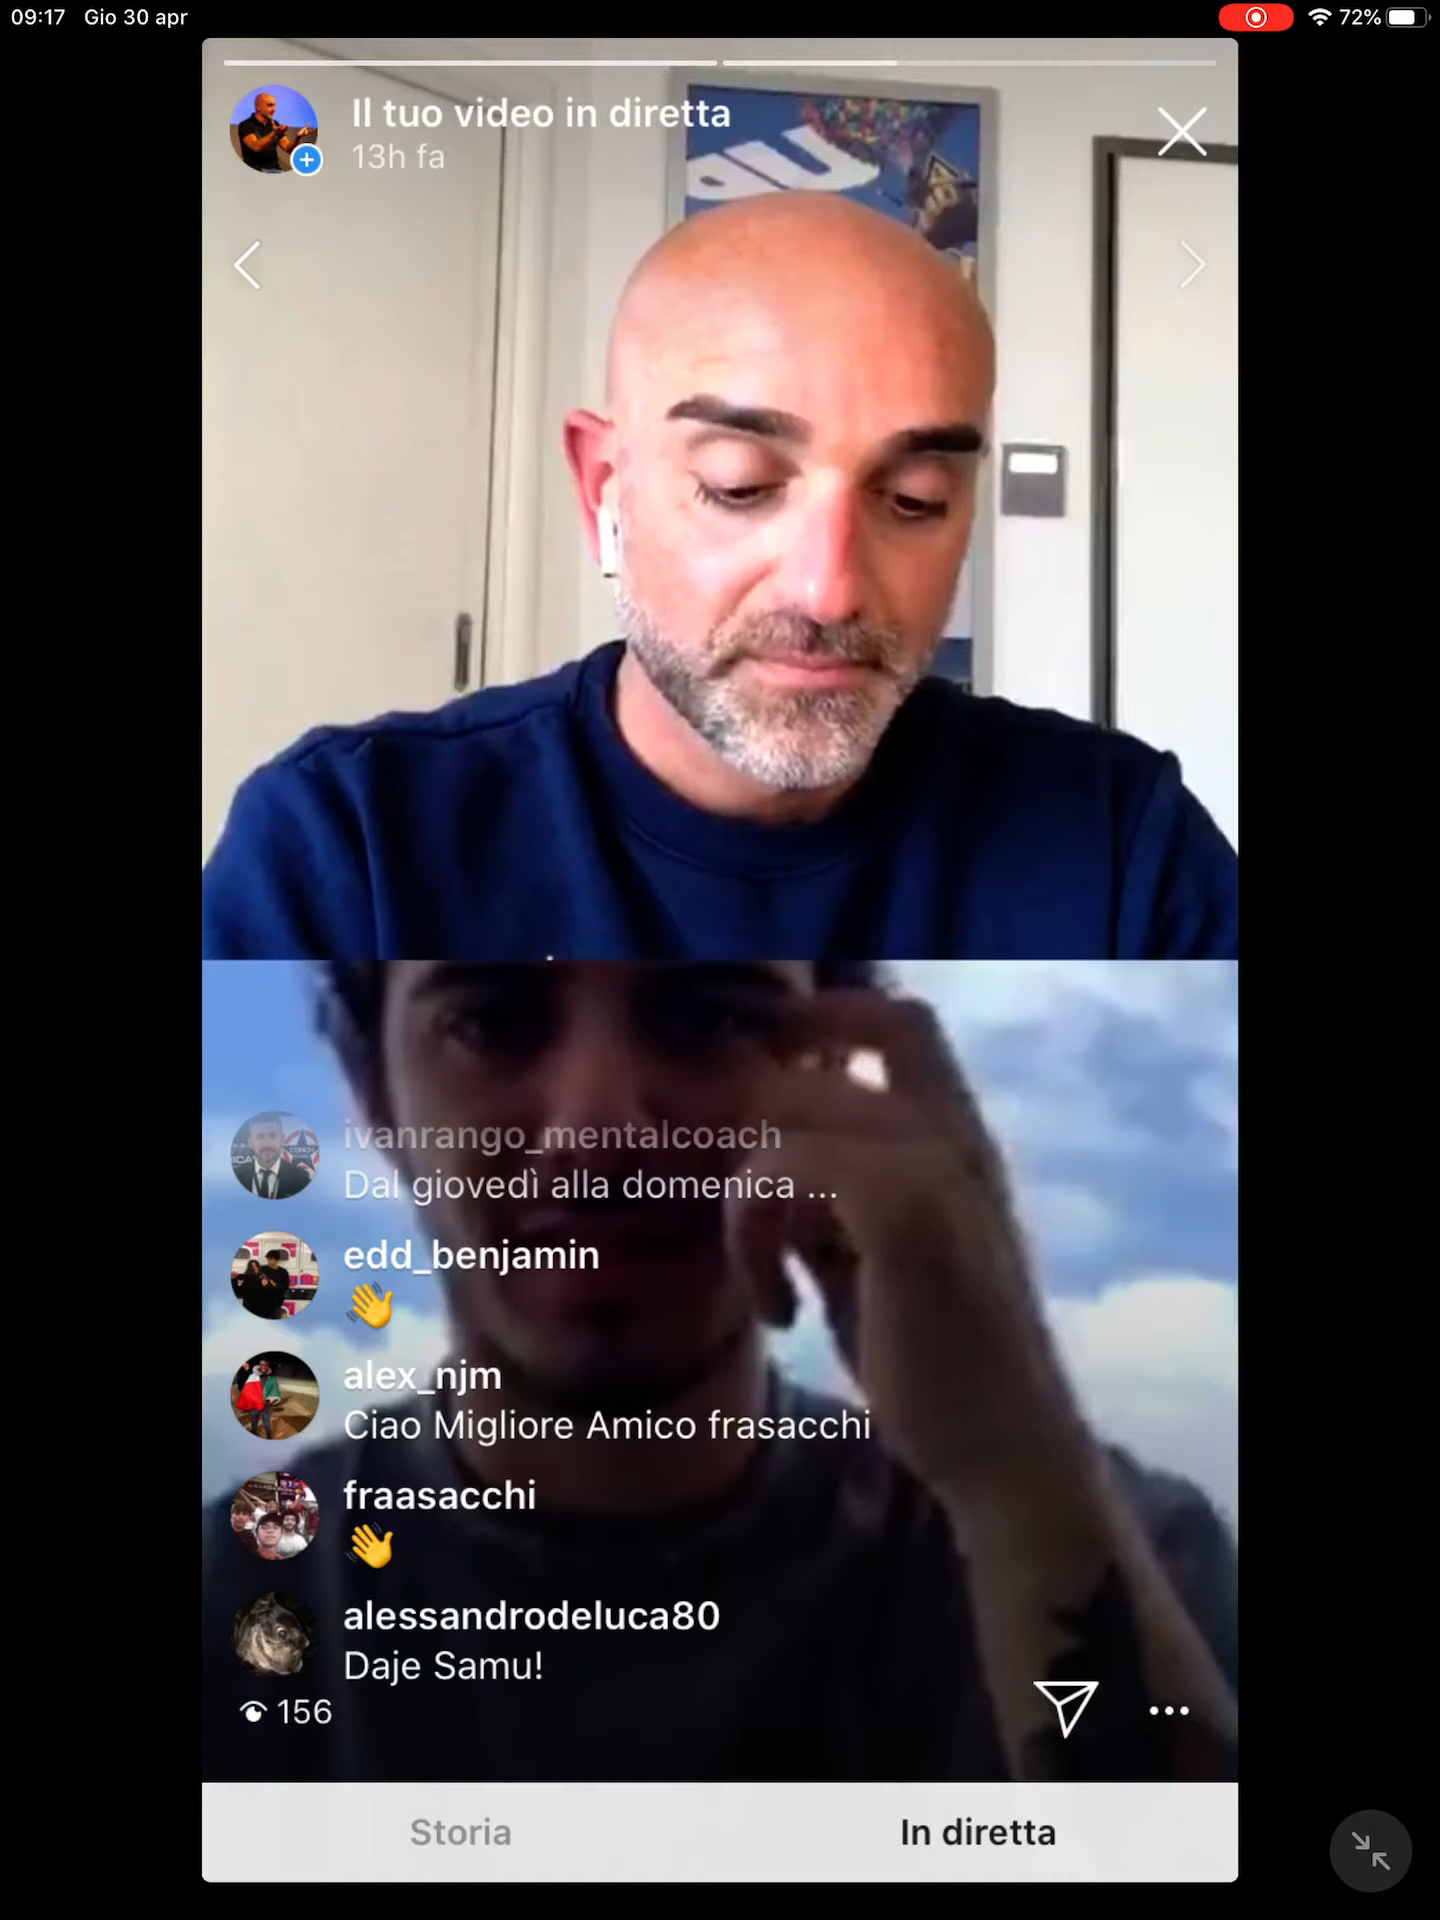 09:17 Gio 30 apr
72%
Il tuo video in diretta
13h fa
UP
ivanrango_mentalcoach
Dal giovedì alla domenica ...
edd_benjamin
alex_njm
Ciao Migliore Amico frasacchi
fraasacchi
alessandrodeluca80
Daje Samu!
156
Storia
In diretta